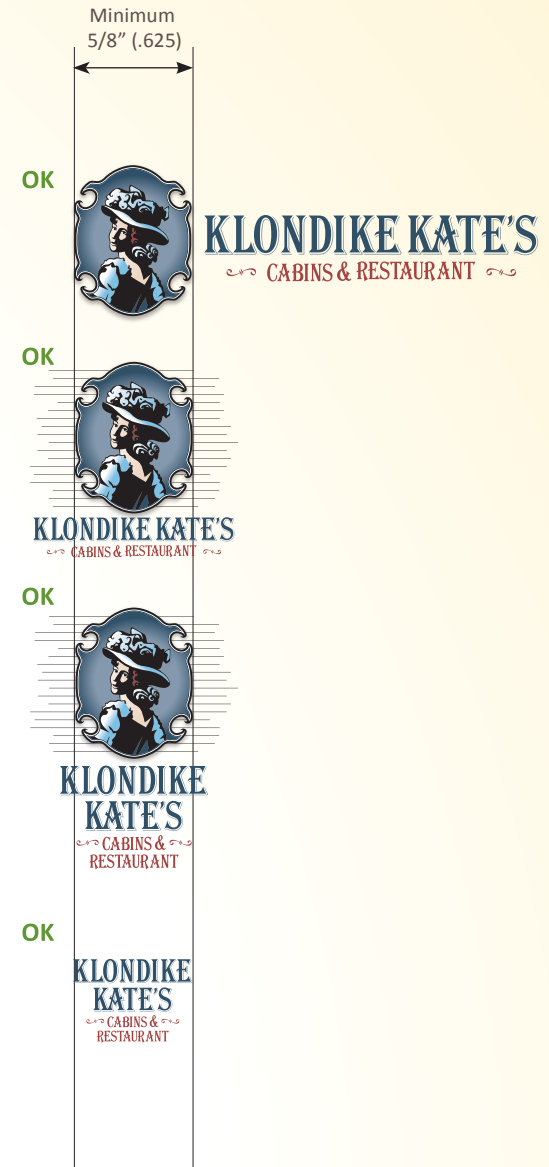 Minimum
5/8” (.625)
OK
KLONDIKE KATE’S
CABINS & RESTAURANT
OK
KLONDIKE KATE’S
CABINS & RESTAURANT
OK
KLONDIKE
KATE’S
CABINS &
RESTAURANT
OK
KLONDIKE
KATE’S
CABINS &
RESTAURANT